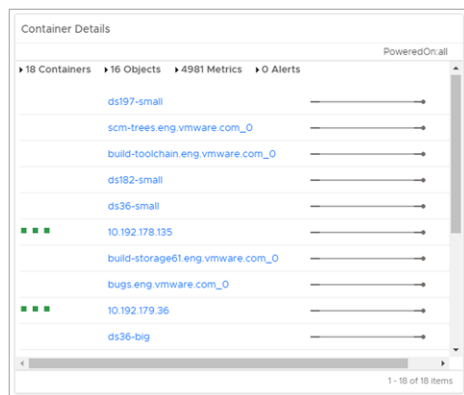 Container Details
PoweredOn:all
18 Containers 16 Objects 4981 Metrics 0 Alerts
ds197-small
scm-trees.eng.vmware.com_0
build-toolchain.eng.vmware.com_0
ds182-small
ds36-small
10.192.178.135
build-storage61.eng.vmware.com_0
bugs.eng.vmware.com_0
10.192.179.36
ds36-big
1 - 18 of 18 items